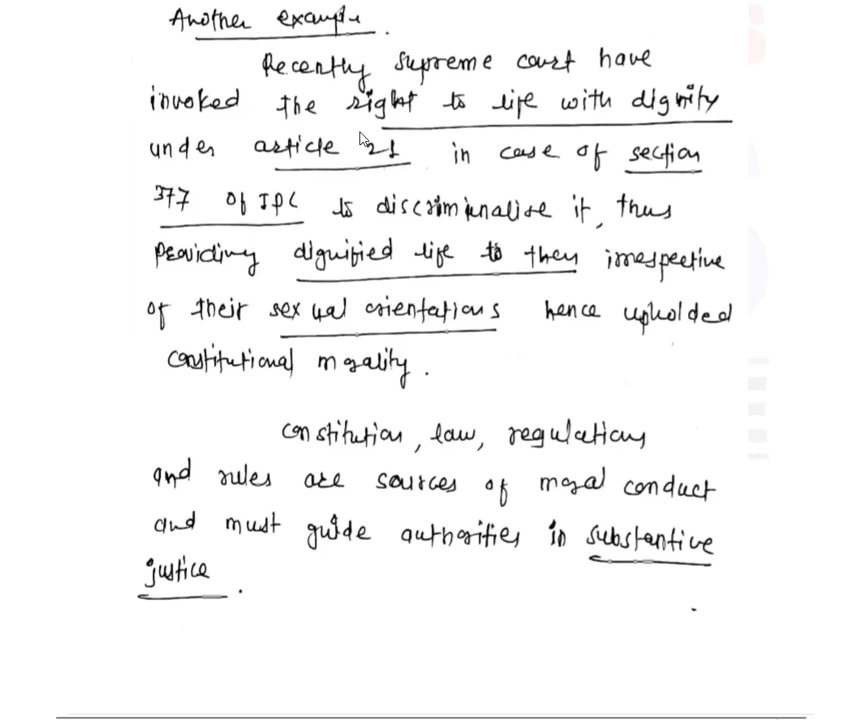 Another example.
Recently supreme court have
invoked the right to life with dignity
under article 21 in case of section
377 of IPC to discriminalise it, thus
providing dignified life to them irrespective
of their sexual orientations hence upholded
constitutional morality.
constitution, law, regulations
and rules are sources of moral conduct
and must guide authorities in substantive
justice.